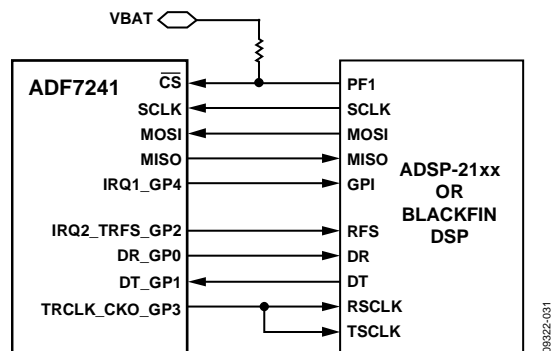 VBAT
ADF7241
CS
SCLK
MOSI
MISO
IRQ1_GP4
IRQ2_TRFS_GP2
DR_GP0
DT_GP1
TRCLK_CKO_GP3
PF1
SCLK
MOSI
MISO
GPI
RFS
DR
DT
RSCLK
TSCLK
ADSP-21xx
OR
BLACKFIN
DSP
09322-031